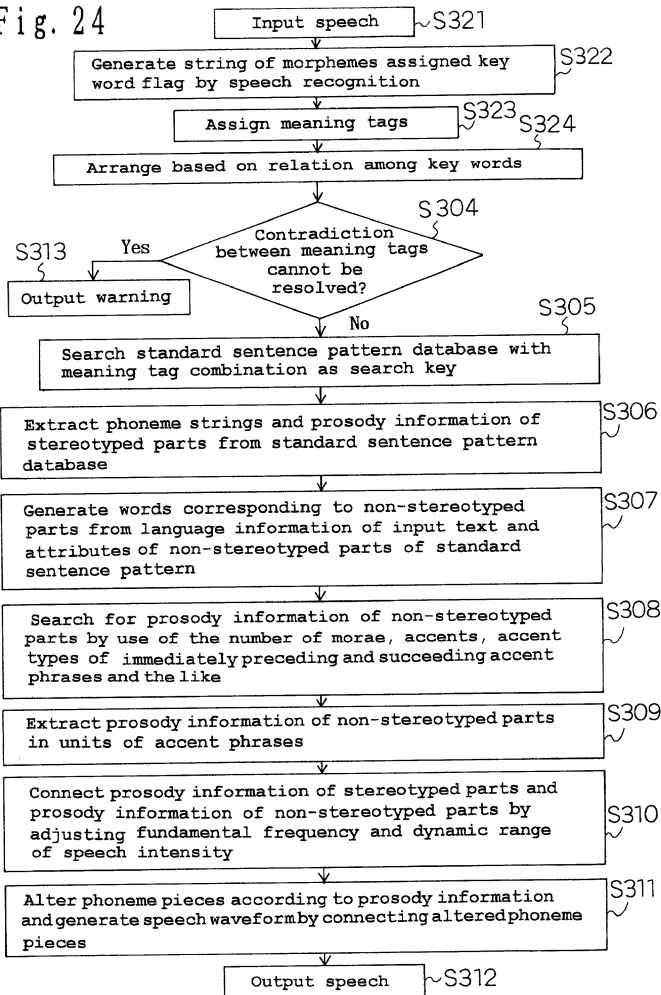 Fig. 24
Input speech S321
Generate string of morphemes assigned key S322
word flag by speech recognition
Assign meaning tags S323
Arrange based on relation among key words S324
Contradiction S304
between meaning tags
cannot be
resolved?
Yes
S313
Output warning
No
Search standard sentence pattern database with S305
meaning tag combination as search key
Extract phoneme strings and prosody information of S306
stereotyped parts from standard sentence pattern
database
Generate words corresponding to non-stereotyped S307
parts from language information of input text and
attributes of non-stereotyped parts of standard
sentence pattern
Search for prosody information of non-stereotyped S308
parts by use of the number of morae, accents, accent
types of immediately preceding and succeeding accent
phrases and the like
Extract prosody information of non-stereotyped parts S309
in units of accent phrases
Connect prosody information of stereotyped parts and S310
prosody information of non-stereotyped parts by
adjusting fundamental frequency and dynamic range
of speech intensity
Alter phoneme pieces according to prosody information S311
and generate speech waveform by connecting altered phoneme
pieces
Output speech S312